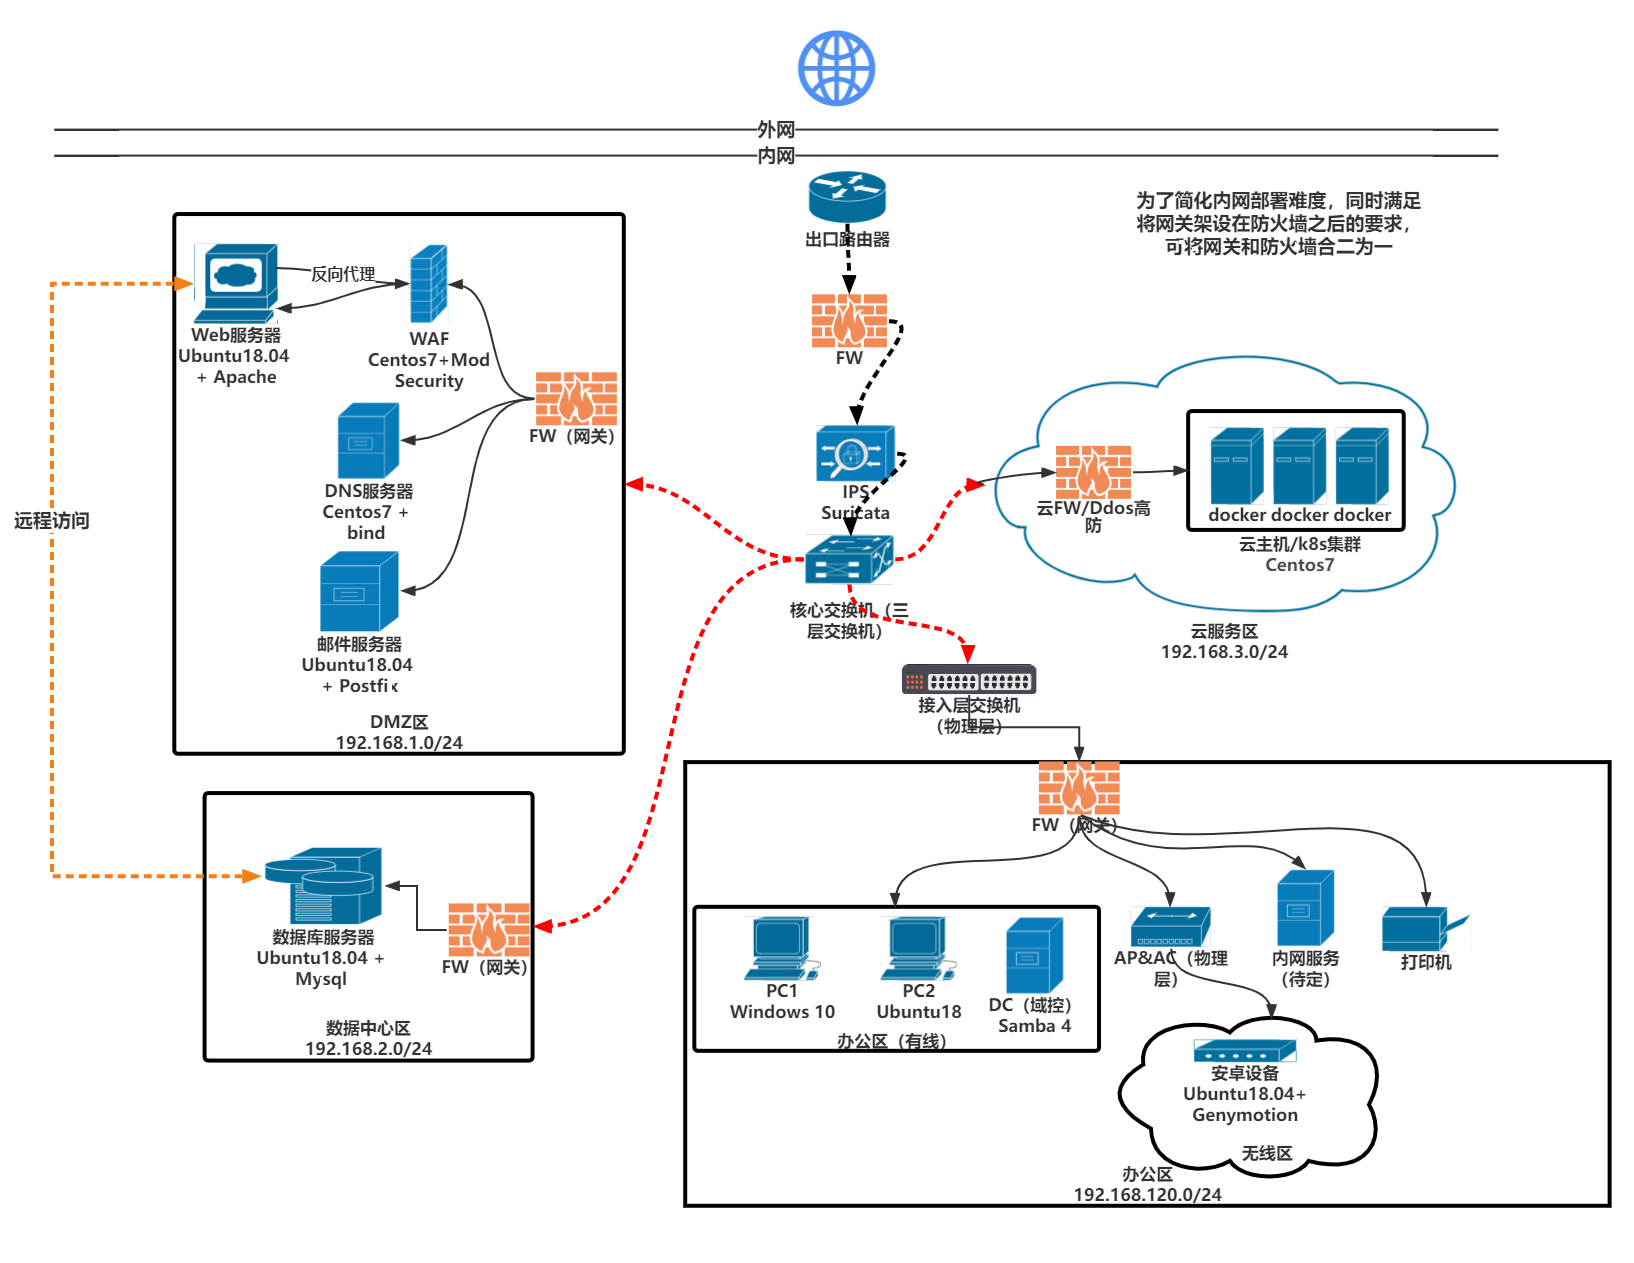 外网
内网
出口路由器
为了简化内网部署难度，同时满足
将网关架设在防火墙之后的要求，
可将网关和防火墙合二为一
FW
IPS
Suricata
核心交换机（三
层交换机）
接入层交换机
（物理层）
远程访问
反向代理
Web服务器
Ubuntu18.04
+ Apache
WAF
Centos7+Mod
Security
FW（网关）
DNS服务器
Centos7 +
bind
邮件服务器
Ubuntu18.04
+ Postfix
DMZ区
192.168.1.0/24
云FW/Ddos高
防
docker
docker
docker
云主机/k8s集群
Centos7
云服务区
192.168.3.0/24
数据库服务器
Ubuntu18.04 +
Mysql
FW（网关）
数据中心区
192.168.2.0/24
FW（网关）
PC1
Windows 10
PC2
Ubuntu18
DC（域控）
Samba 4
办公区（有线）
AP&AC（物理
层）
内网服务
（待定）
打印机
安卓设备
Ubuntu18.04+
Genymotion
无线区
办公区
192.168.120.0/24